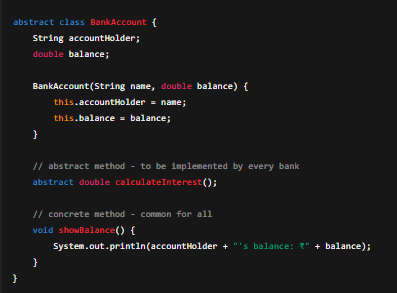 abstract class BankAccount {
    String accountHolder;
    double balance;

    BankAccount(String name, double balance) {
        this.accountHolder = name;
        this.balance = balance;
    }

    // abstract method - to be implemented by every bank
    abstract double calculateInterest();

    // concrete method - common for all
    void showBalance() {
        System.out.println(accountHolder + "'s balance: ₹" + balance);
    }
}